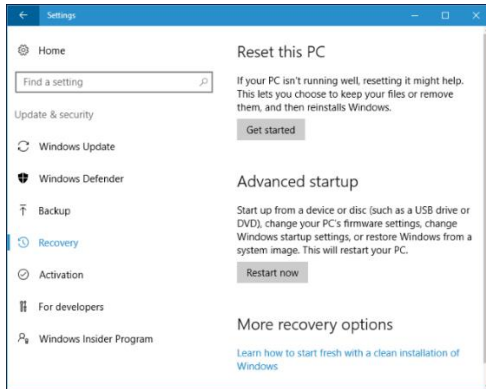 Settings
Home
Find a setting
Update & security
Windows Update
Windows Defender
Backup
Recovery
Activation
For developers
Windows Insider Program
Reset this PC
If your PC isn't running well, resetting it might help.
This lets you choose to keep your files or remove
them, and then reinstalls Windows.
Get started
Advanced startup
Start up from a device or disc (such as a USB drive or
DVD), change your PC's firmware settings, change
Windows startup settings, or restore Windows from a
system image. This will restart your PC.
Restart now
More recovery options
Learn how to start fresh with a clean installation of
Windows